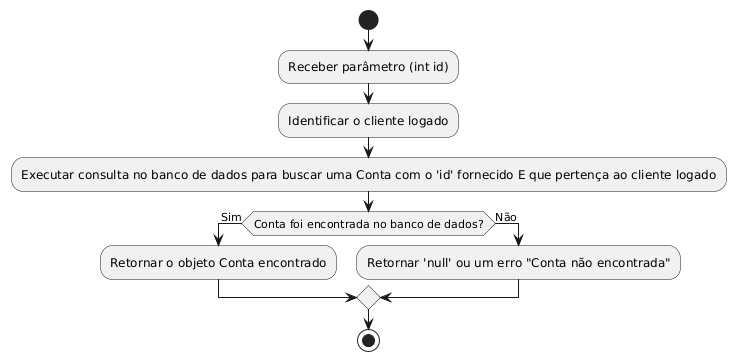 Receber parâmetro (int id)
Identificar o cliente logado
Executar consulta no banco de dados para buscar uma Conta com o 'id' fornecido E que pertença ao cliente logado
Sim
Conta foi encontrada no banco de dados?
Não
Retornar o objeto Conta encontrado
Retornar 'null' ou um erro "Conta não encontrada"